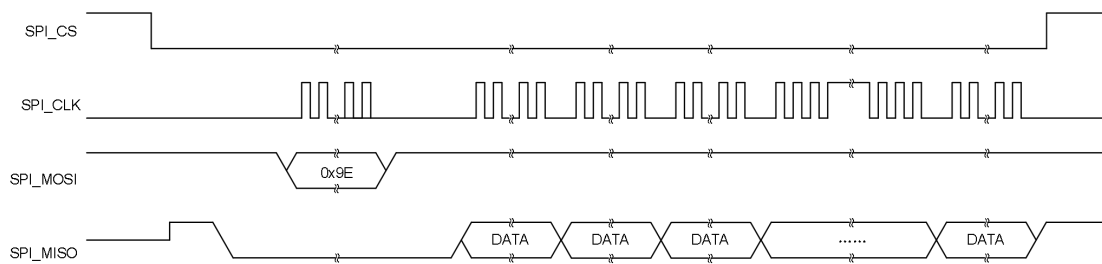 SPI_CS
SPI_CLK
SPI_MOSI
0x9E
SPI_MISO
DATA DATA DATA ...... DATA